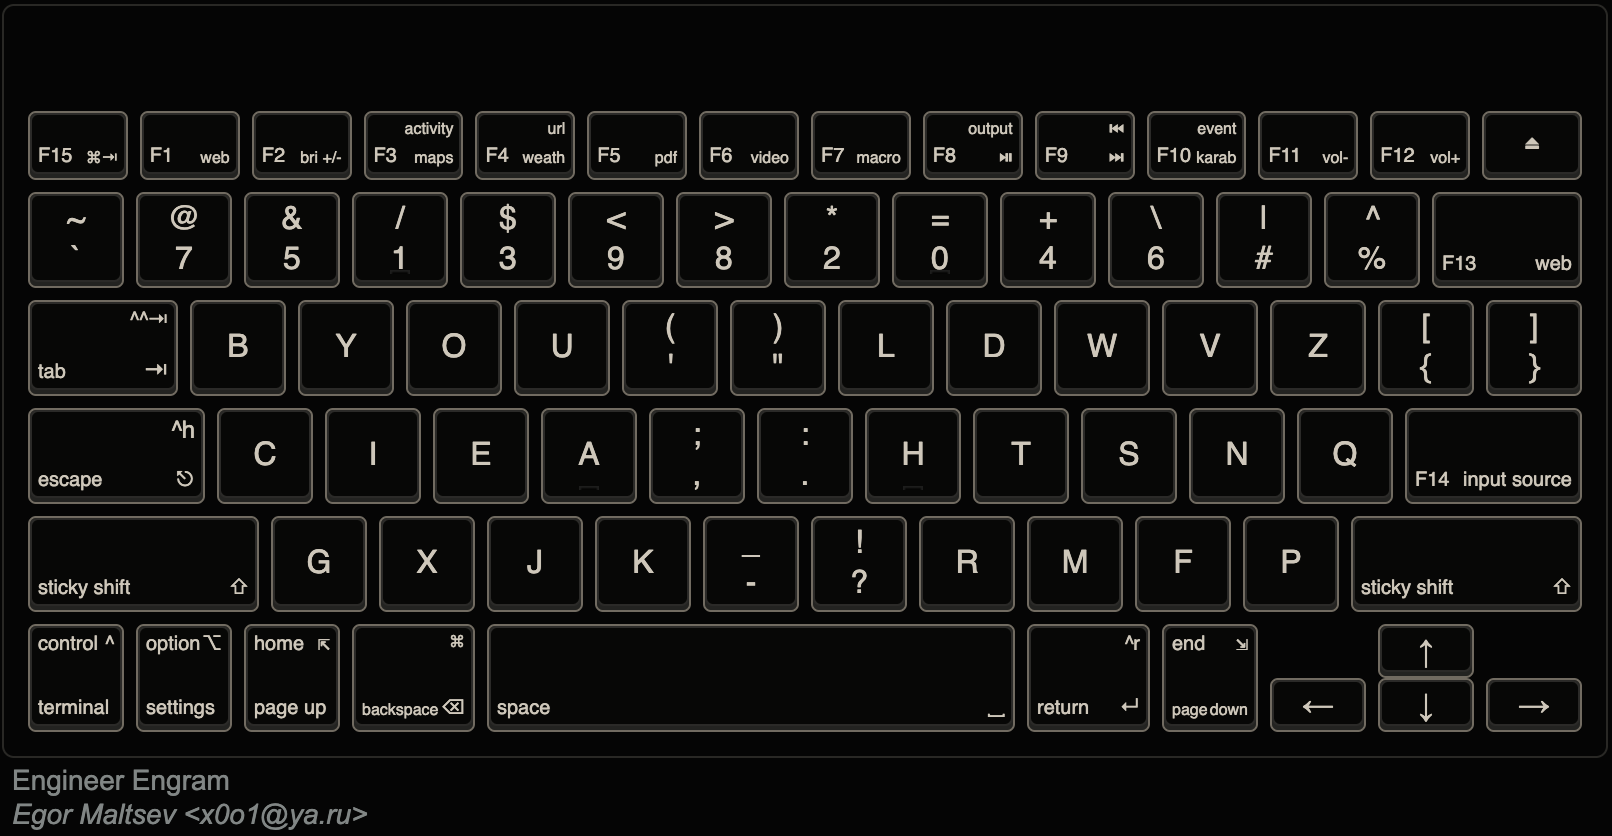 activity url output ⏮ event
F15 ⌘⇥ F1 web F2 bri +/- F3 maps F4 weath F5 pdf F6 video F7 macro F8 ⏯ F9 ⏭ F10 karab F11 vol- F12 vol+ ⏏
~ @ & / $ < > * = + \ | ^
` 7 5 1 3 9 8 2 0 4 6 # % F13 web
^^⇥ ( ) [ ]
tab ⇥ B Y O U ' " L D W V Z { }
^h ; :
escape ⎋ C I E A , . H T S N Q F14 input source
_ !
sticky shift ⇧ G X J K - ? R M F P sticky shift ⇧
control ^ option ⌥ home ⇱ ⌘ ^r end ⇲ ↑
terminal settings page up backspace ⌫ space ⎵ return ↵ page down ← ↓ →
Engineer Engram
Egor Maltsev <x0o1@ya.ru>